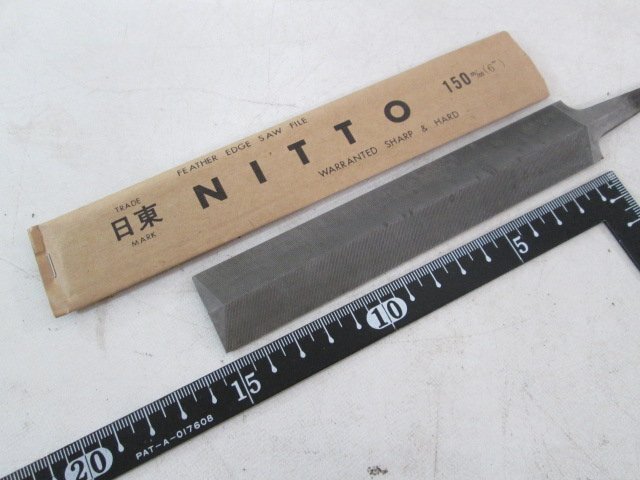 FEATHER EDGE SAW FILE
TRADE
日東
MARK
NITTO
150 m/m (6")
WARRANTED SHARP & HARD
5
10
15
20
PAT-A-017608